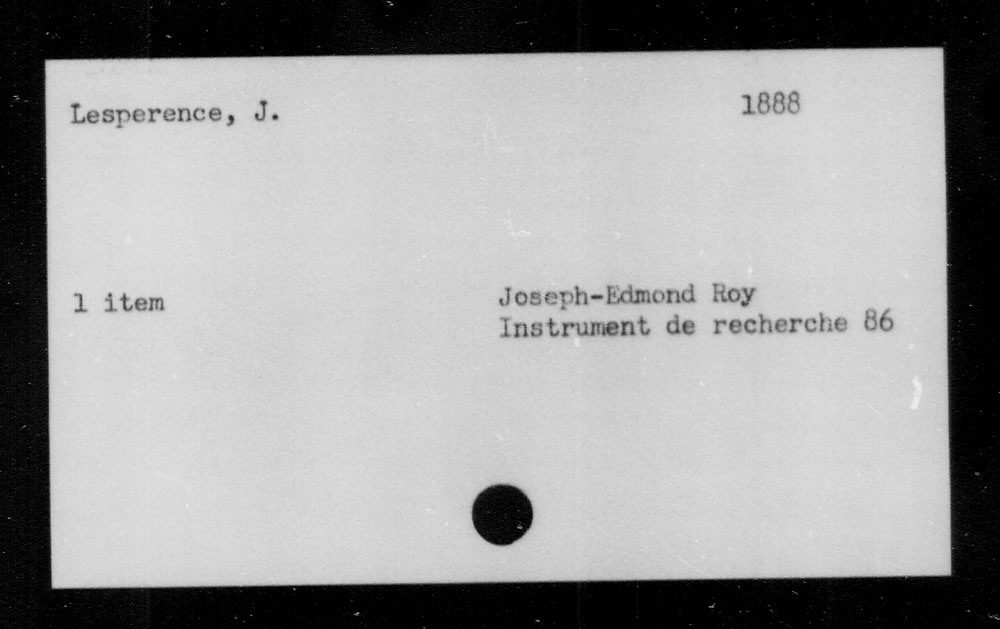 Lesperence, J. 1888
1 item Joseph-Edmond Roy
Instrument de recherche 86